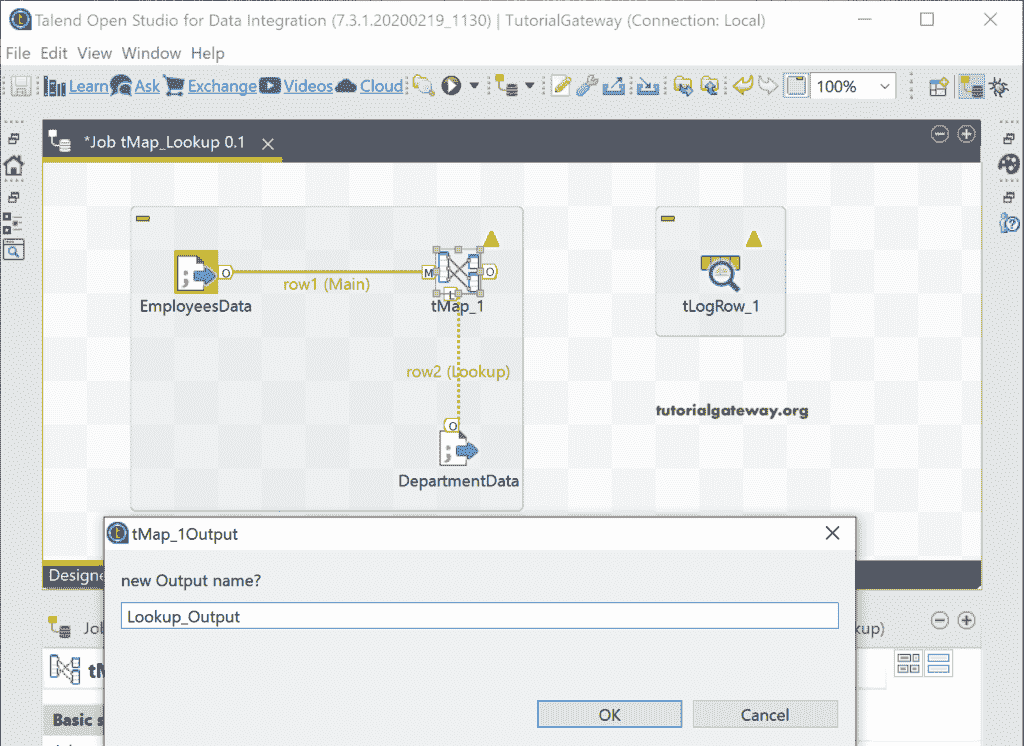 Talend Open Studio for Data Integration (7.3.1.20200219_1130) | TutorialGateway (Connection: Local)
File Edit View Window Help
Learn Ask Exchange Videos Cloud 100%
*Job tMap_Lookup 0.1
EmployeesData
O
row1 (Main)
M
O
tMap_1
tLogRow_1
row2 (Lookup)
tutorialgateway.org
O
DepartmentData
tMap_1Output
Designe
new Output name?
Lookup_Output
Jo
kup)
tM
OK Cancel
Basic s